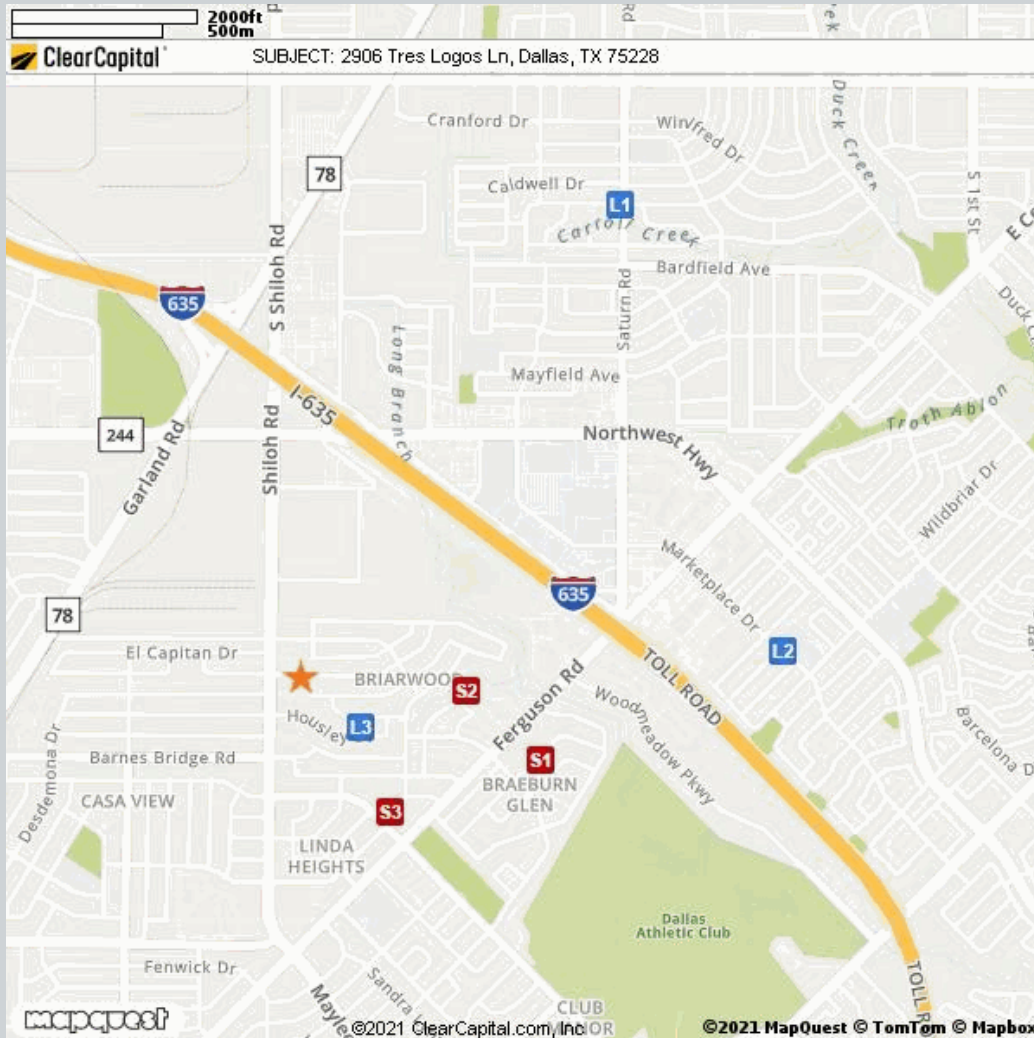 2000ft
500m
ClearCapital
SUBJECT: 2906 Tres Logos Ln, Dallas, TX 75228
Rd
Duck Creek
Cranford Dr
Winifred Dr
78
Caldwell Dr
L1
Carroll Creek
S 1st St
S Shiloh Rd
Bardfield Ave
635
Saturn Rd
Long Branch
Mayfield Ave
I-635
244
Garland Rd
Shiloh Rd
Northwest Hwy
Troth Ablon
Wildbriar Dr
Marketplace Dr
635
78
El Capitan Dr
L2
BRIARWOOD
S2
TOLL ROAD
Ferguson Rd
Woodmeadow Pkwy
Housley
L3
Barnes Bridge Rd
S1
BRAEBURN
GLEN
Barcelona D
Desdemona Dr
CASA VIEW
S3
LINDA
HEIGHTS
Dallas
Athletic Club
Fenwick Dr
Sandra
Maylee
CLUB
MANOR
TOLL R
mapquest
©2021 ClearCapital.com, Inc
©2021 MapQuest © TomTom © Mapbox